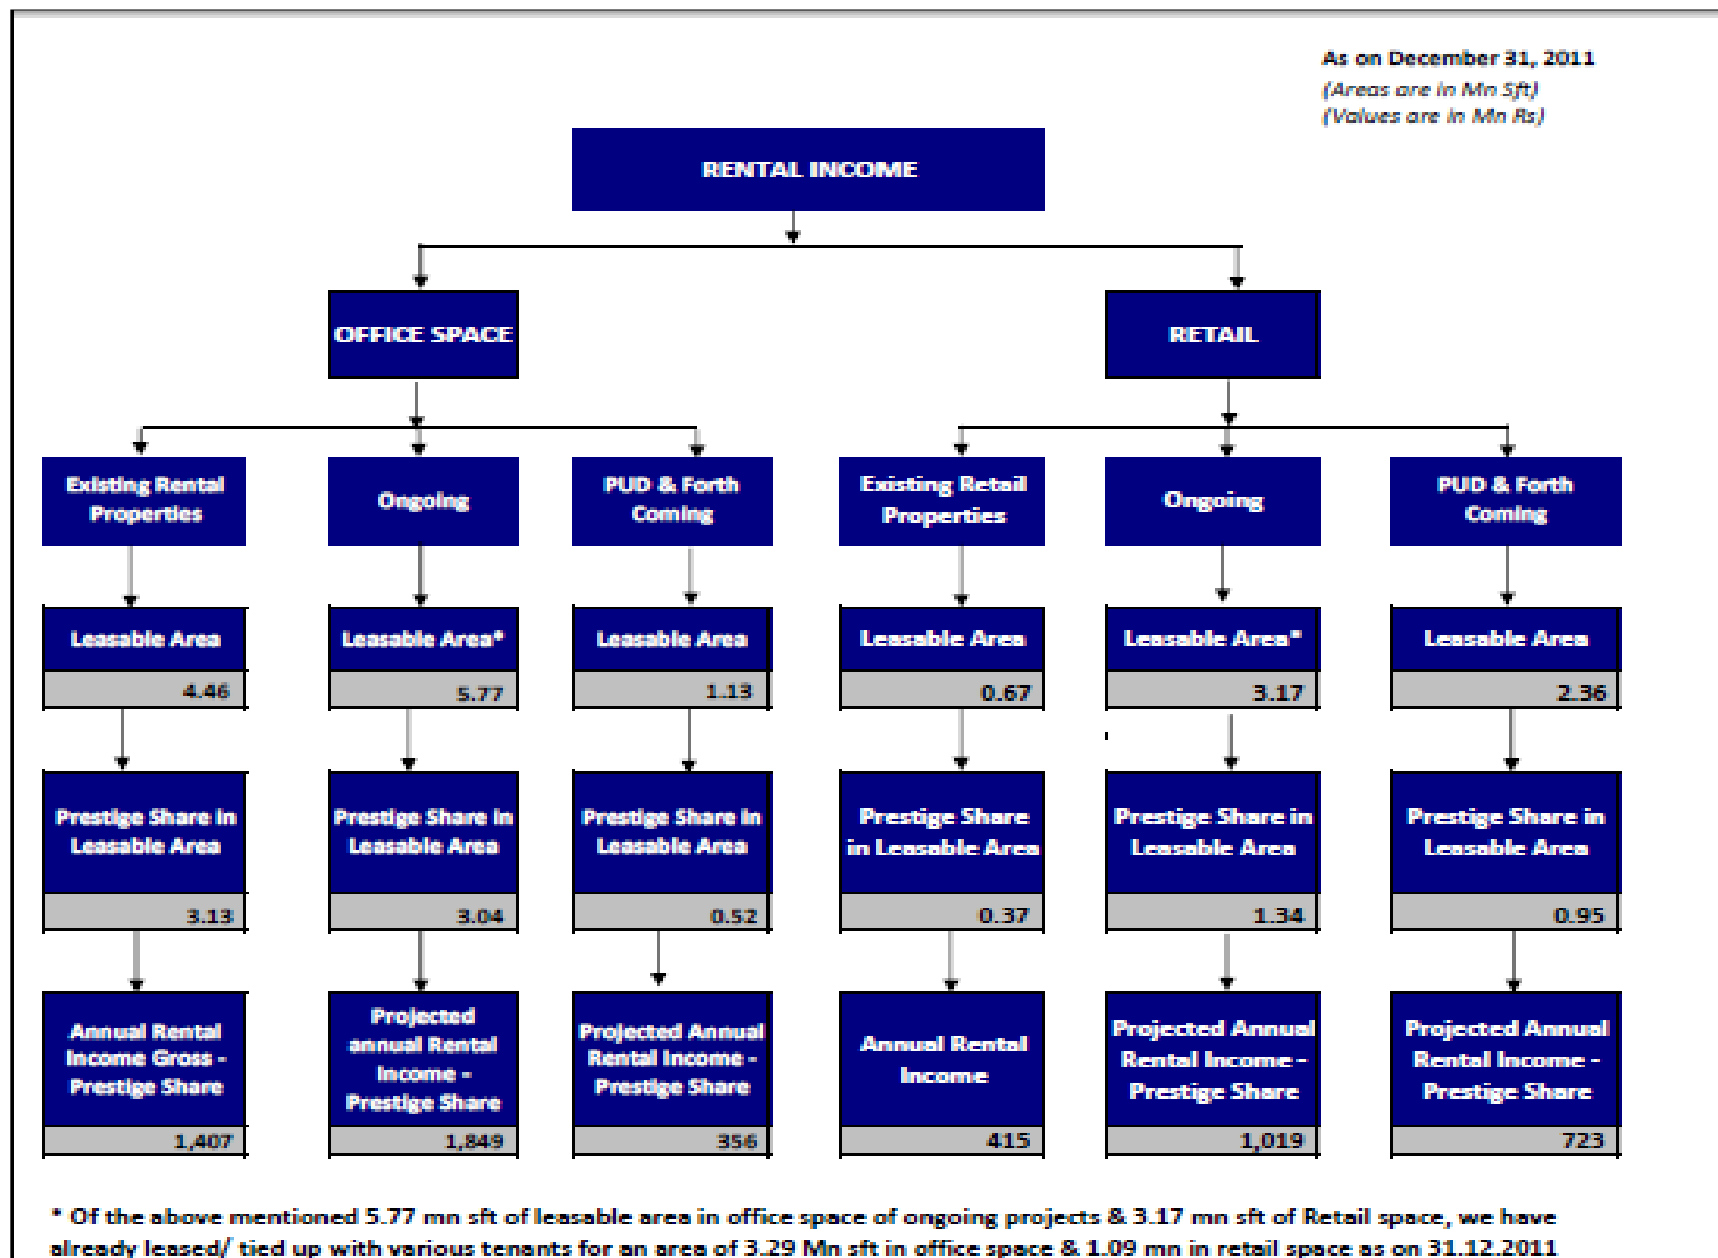 As on December 31, 2011
(Areas are in Mn Sft)
(Values are in Mn Rs)
RENTAL INCOME
OFFICE SPACE
RETAIL
Existing Rental
Properties
Ongoing
PUD & Forth
Coming
Existing Retail
Properties
Ongoing
PUD & Forth
Coming
Leasable Area
Leasable Area*
Leasable Area
Leasable Area
Leasable Area*
Leasable Area
4.46
5.77
1.13
0.67
3.17
2.36
Prestige Share in
Leasable Area
Prestige Share in
Leasable Area
Prestige Share in
Leasable Area
Prestige Share
in Leasable Area
Prestige Share in
Leasable Area
Prestige Share in
Leasable Area
3.13
3.04
0.52
0.37
1.34
0.95
Annual Rental
Income Gross -
Prestige Share
Projected
annual Rental
Income -
Prestige Share
Projected Annual
Rental Income -
Prestige Share
Annual Rental
Income
Projected Annual
Rental Income -
Prestige Share
Projected Annual
Rental Income -
Prestige Share
1,407
1,849
356
415
1,019
723
* Of the above mentioned 5.77 mn sft of leasable area in office space of ongoing projects & 3.17 mn sft of Retail space, we have
already leased/ tied up with various tenants for an area of 3.29 Mn sft in office space & 1.09 mn in retail space as on 31.12.2011